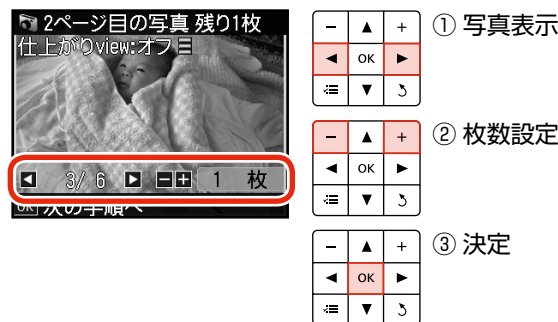 2ページ目の写真 残り1枚
仕上がりview:オフ
3/ 6 1 枚
OK 次の手順へ
① 写真表示
− ▲ +
◀ OK ▶
▼
② 枚数設定
− ▲ +
◀ OK ▶
▼
③ 決定
− ▲ +
◀ OK ▶
▼